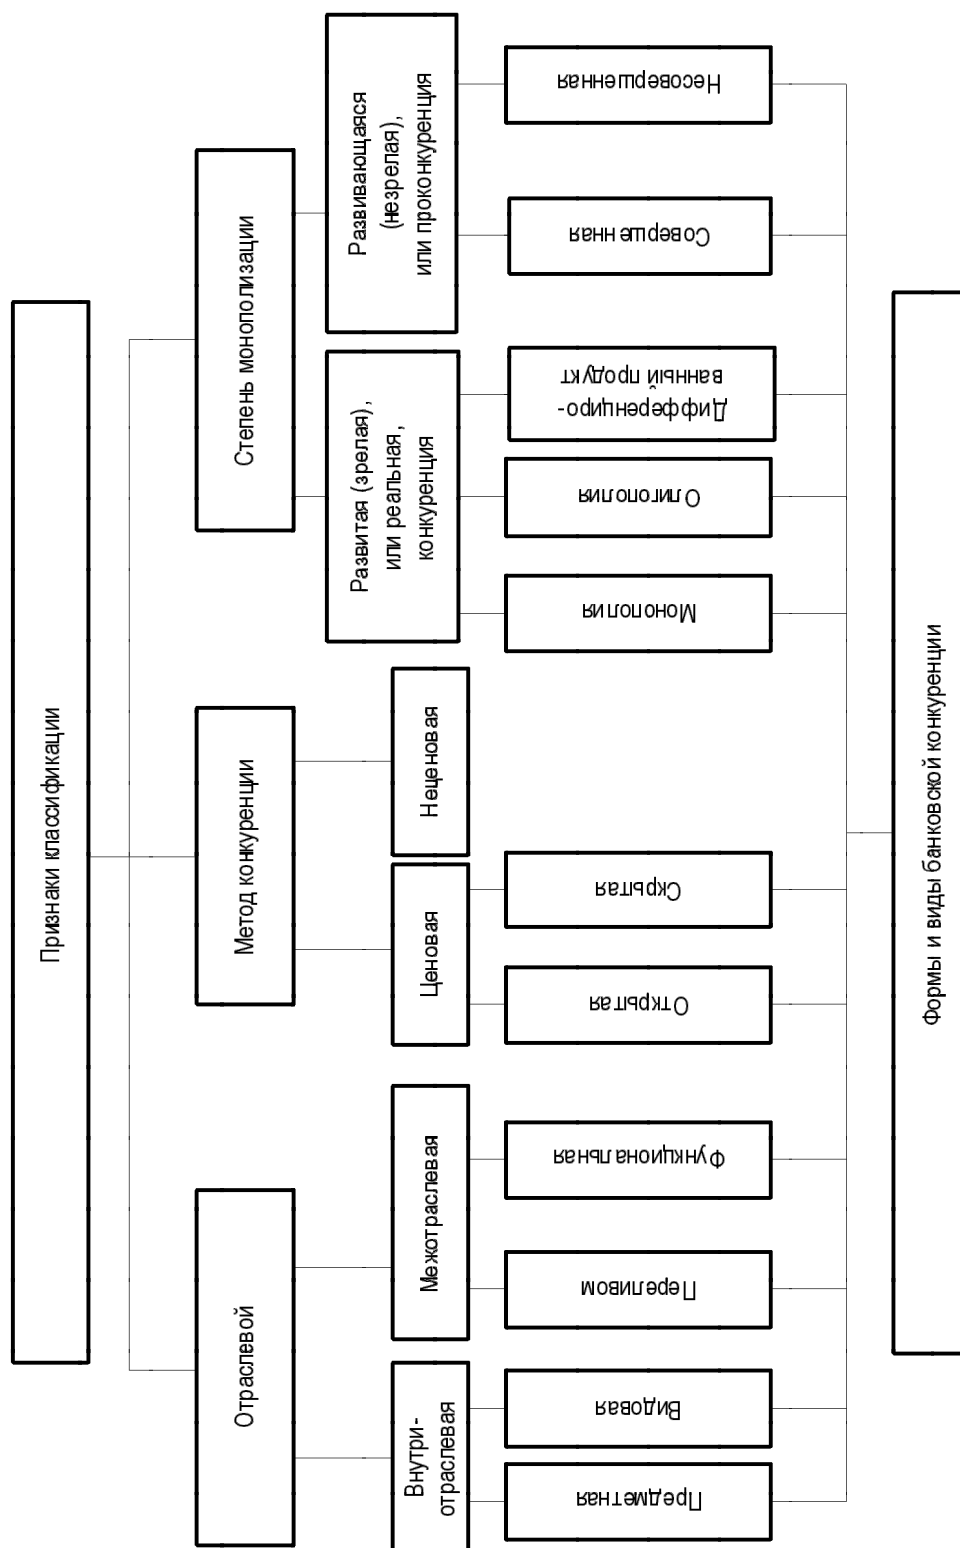 Признаки классификации
Отраслевой
Метод конкуренции
Степень монополизации
Внутри-
отраслевая
Межотраслевая
Ценовая
Неценовая
Развитая (зрелая),
или реальная,
конкуренция
Развивающаяся
(незрелая),
или проконкуренция
Предметная
Видовая
Переливом
Функциональная
Открытая
Скрытая
Монополия
Олигополия
Дифференциро-
ванный продукт
Совершенная
Несовершенная
Формы и виды банковской конкуренции